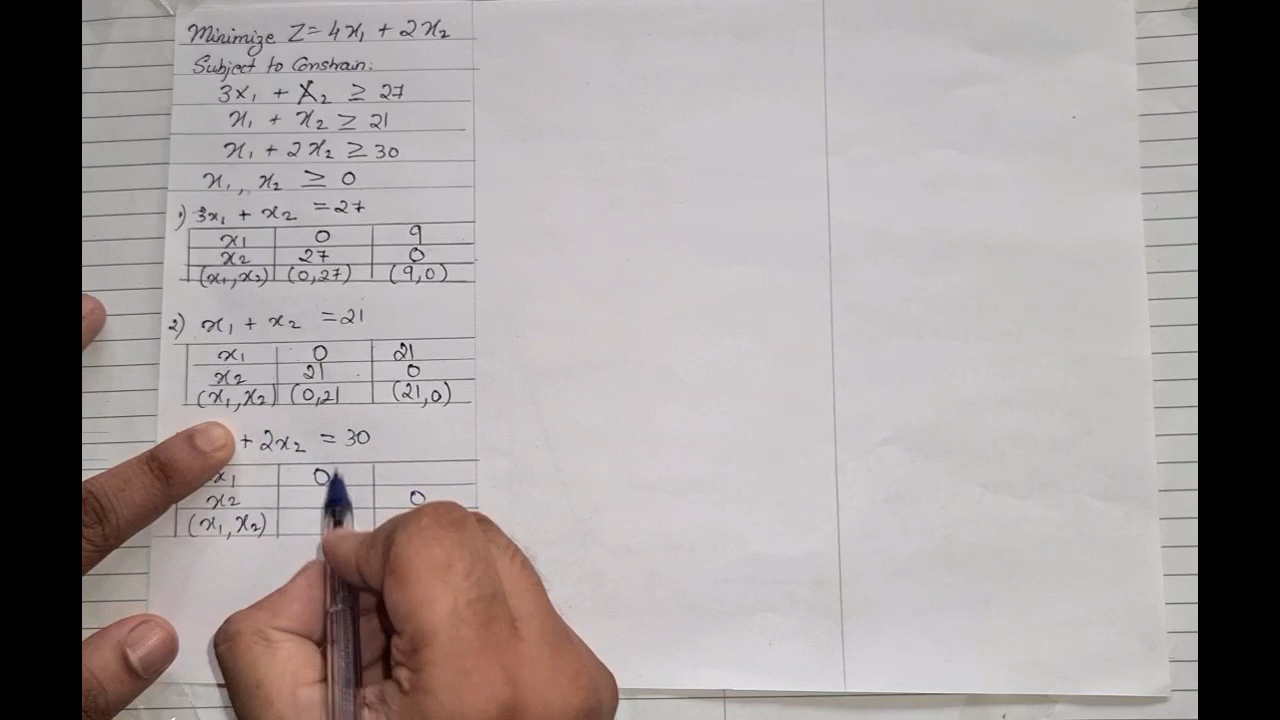 Minimize Z = 4x₁ + 2x₂
Subject to Constrain:
3x₁ + x₂ ≥ 27
x₁ + x₂ ≥ 21
x₁ + 2x₂ ≥ 30
x₁, x₂ ≥ 0
1) 3x₁ + x₂ = 27
x₁ 0 9
x₂ 27 0
(x₁, x₂) (0,27) (9,0)
2) x₁ + x₂ = 21
x₁ 0 21
x₂ 21 0
(x₁, x₂) (0,21 (21,0)
+ 2x₂ = 30
x₁ 0
x₂ 0
(x₁, x₂)